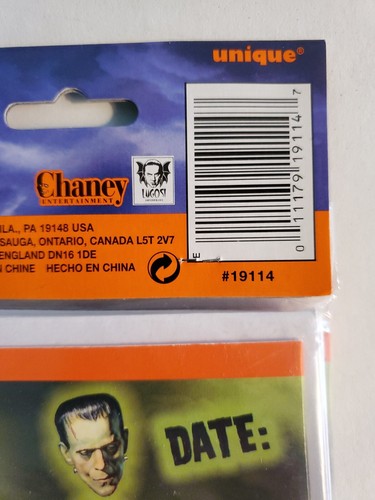 unique®
Chaney
ENTERTAINMENT
LUGOSI
ILA., PA 19148 USA
SAUGA, ONTARIO, CANADA L5T 2V7
ENGLAND DN16 1DE
N CHINE HECHO EN CHINA
E
0 11179 19114 7
#19114
DATE: